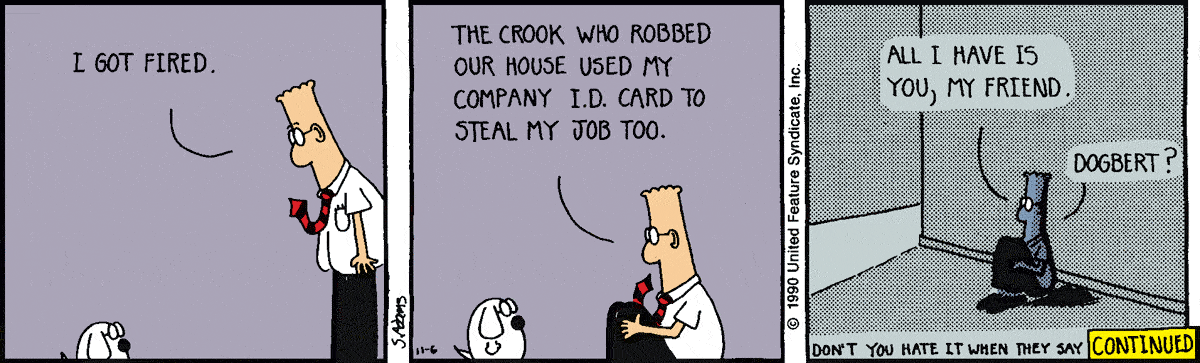 I GOT FIRED.
S.Adams
THE CROOK WHO ROBBED
OUR HOUSE USED MY
COMPANY I.D. CARD TO
STEAL MY JOB TOO.
11-6
© 1990 United Feature Syndicate, Inc.
ALL I HAVE IS
YOU, MY FRIEND.
DOGBERT?
DON'T YOU HATE IT WHEN THEY SAY CONTINUED